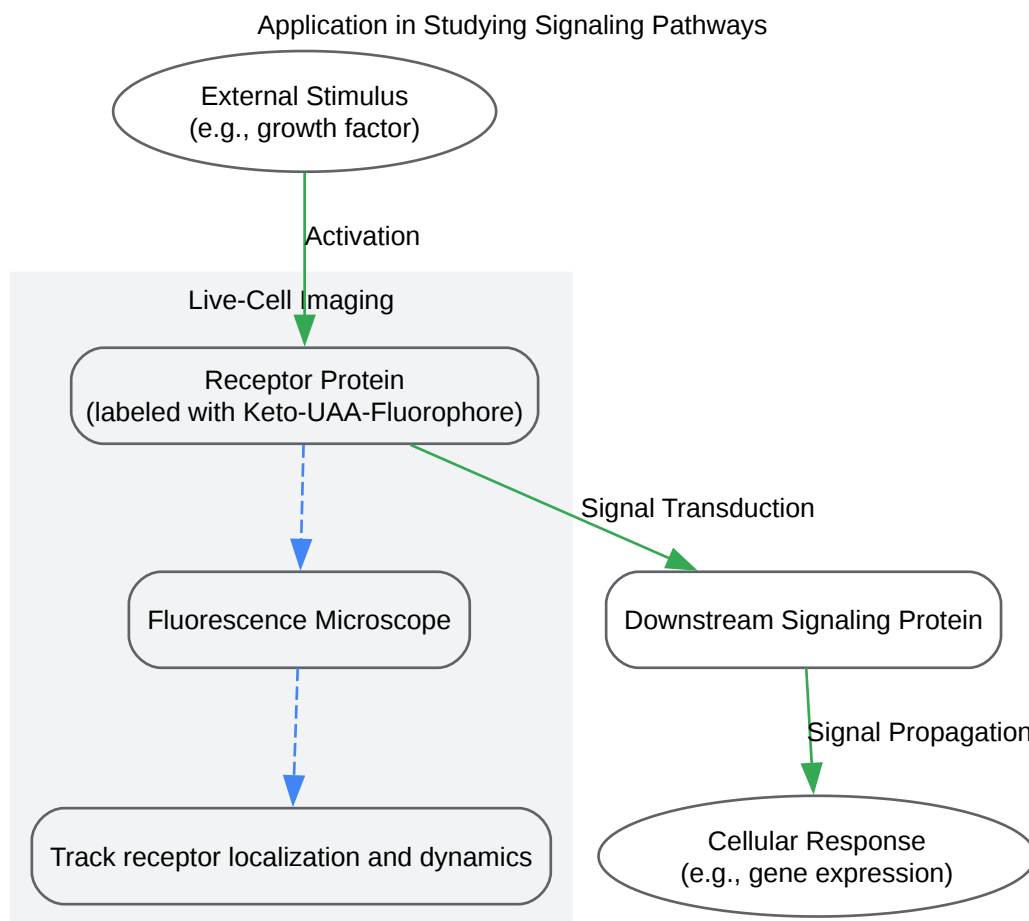 Application in Studying Signaling Pathways
External Stimulus
(e.g., growth factor)
Activation
Live-Cell Imaging
Receptor Protein
(labeled with Keto-UAA-Fluorophore)
Signal Transduction
Fluorescence Microscope
Downstream Signaling Protein
Signal Propagation
Track receptor localization and dynamics
Cellular Response
(e.g., gene expression)